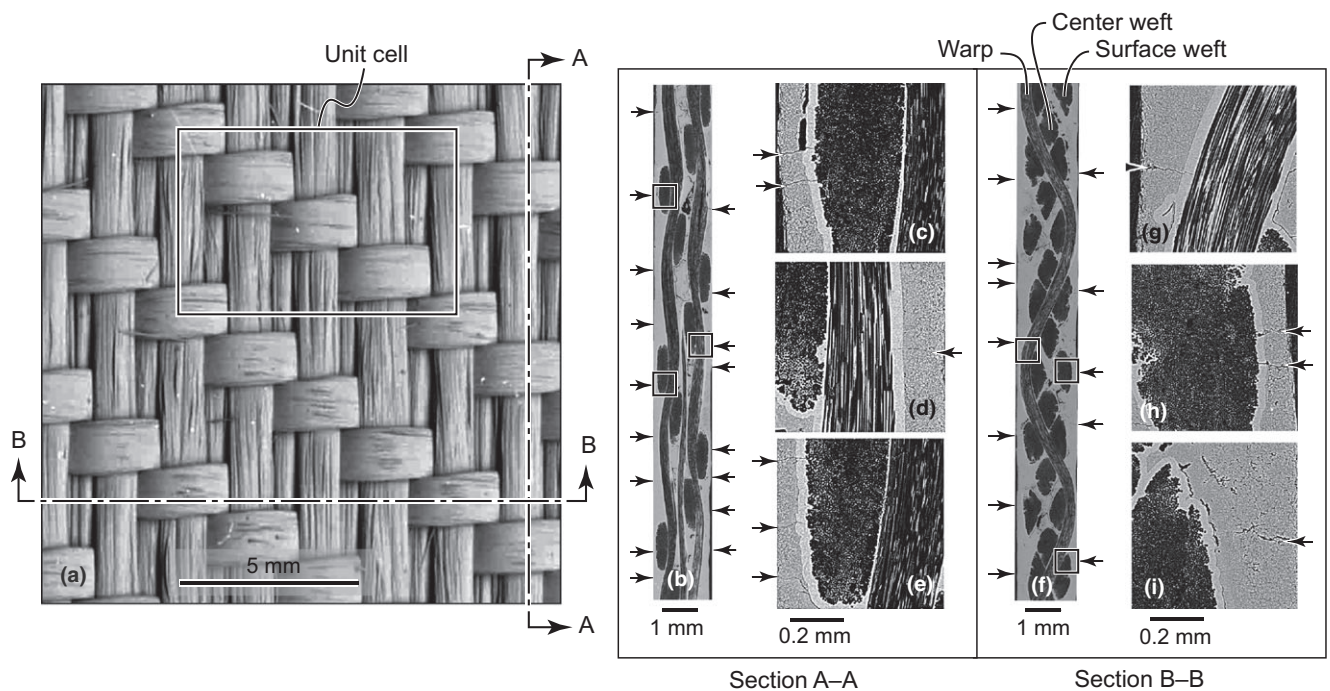 Unit cell
A
B
B
(a)
5 mm
A
(b)
1 mm
(c)
(d)
(e)
0.2 mm
Section A–A
Warp
Center weft
Surface weft
(f)
1 mm
(g)
(h)
(i)
0.2 mm
Section B–B